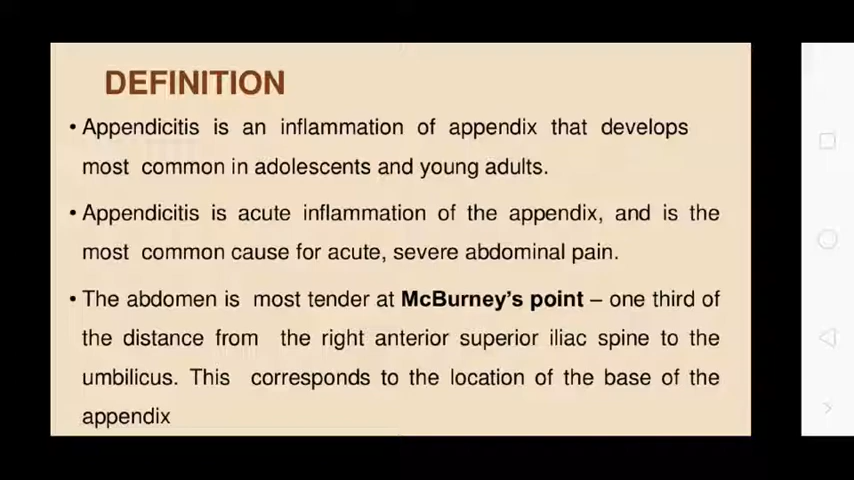 DEFINITION
• Appendicitis is an inflammation of appendix that develops
most common in adolescents and young adults.
• Appendicitis is acute inflammation of the appendix, and is the
most common cause for acute, severe abdominal pain.
• The abdomen is most tender at McBurney’s point – one third of
the distance from the right anterior superior iliac spine to the
umbilicus. This corresponds to the location of the base of the
appendix